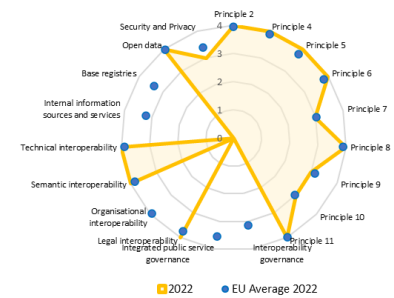 Principle 2
Principle 4
Principle 5
Principle 6
Principle 7
Principle 8
Principle 9
Principle 10
Principle 11
Interoperability
governance
Integrated public service
governance
Legal interoperability
Organisational
interoperability
Semantic interoperability
Technical interoperability
Internal information
sources and services
Base registries
Open data
Security and Privacy
4
3
2
1
0
2022
EU Average 2022